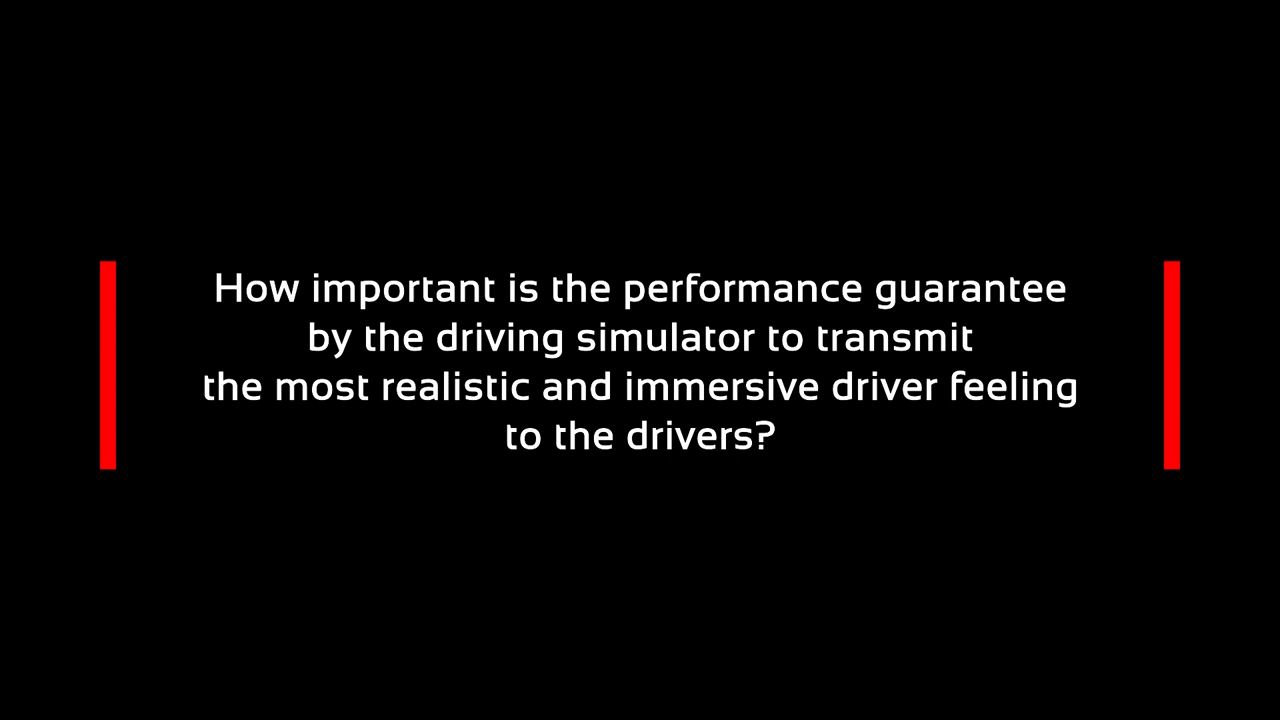 How important is the performance guarantee
by the driving simulator to transmit
the most realistic and immersive driver feeling
to the drivers?